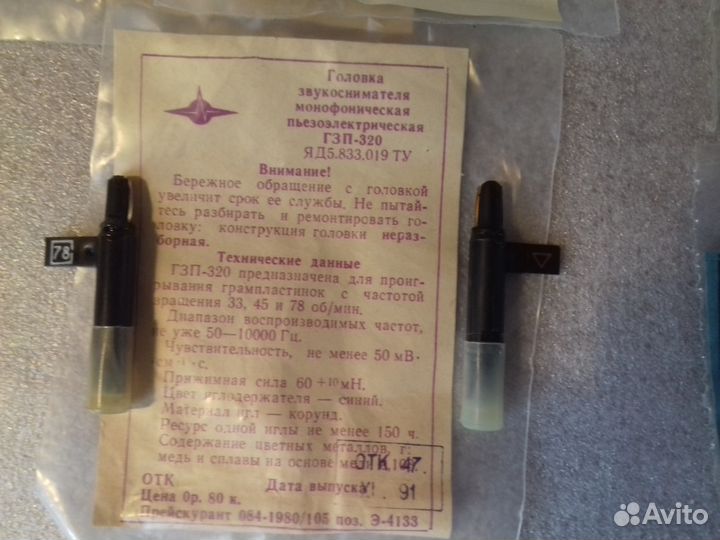 Головка
звукоснимателя
монофоническая
пьезоэлектрическая
ГЗП-320
ЯД5.833.019 ТУ
Внимание!
Бережное обращение с головкой
увеличит срок ее службы. Не пытай-
тесь разбирать и ремонтировать го-
ловку: конструкция головки нераз-
борная.
Технические данные
ГЗП-320 предназначена для проиг-
рывания грампластинок с частотой
вращения 33, 45 и 78 об/мин.
Диапазон воспроизводимых частот,
не уже 50—10000 Гц.
Чувствительность, не менее 50 мВ·
Прижимная сила 60+10мН.
Цвет иглодержателя — синий.
Материал игл — корунд.
Ресурс одной иглы не менее 150 ч.
Содержание цветных металлов, г:
медь и сплавы на основе
ОТК 47
ОТК Дата выпуска XI . 91
Цена 0р. 80 к.
Прейскурант 084-1980/105 поз. Э-4133
78
Avito